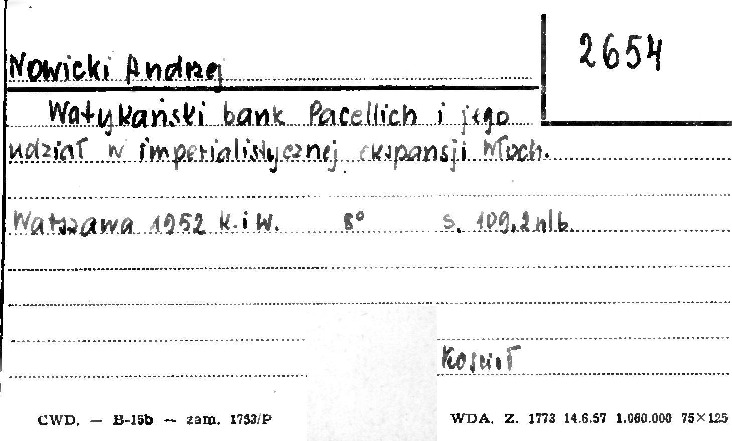 2654
Nowicki Andrzej
Watykański bank Pacellich i jego
udział w imperialistycznej ekspansji Włoch.
Warszawa 1952 K.i W. 8° s. 109, 2 nlb.
Kościół
CWD. — B-15b — zam. 1753/P
WDA. Z. 1773 14.6.57 1.060.000 75×125